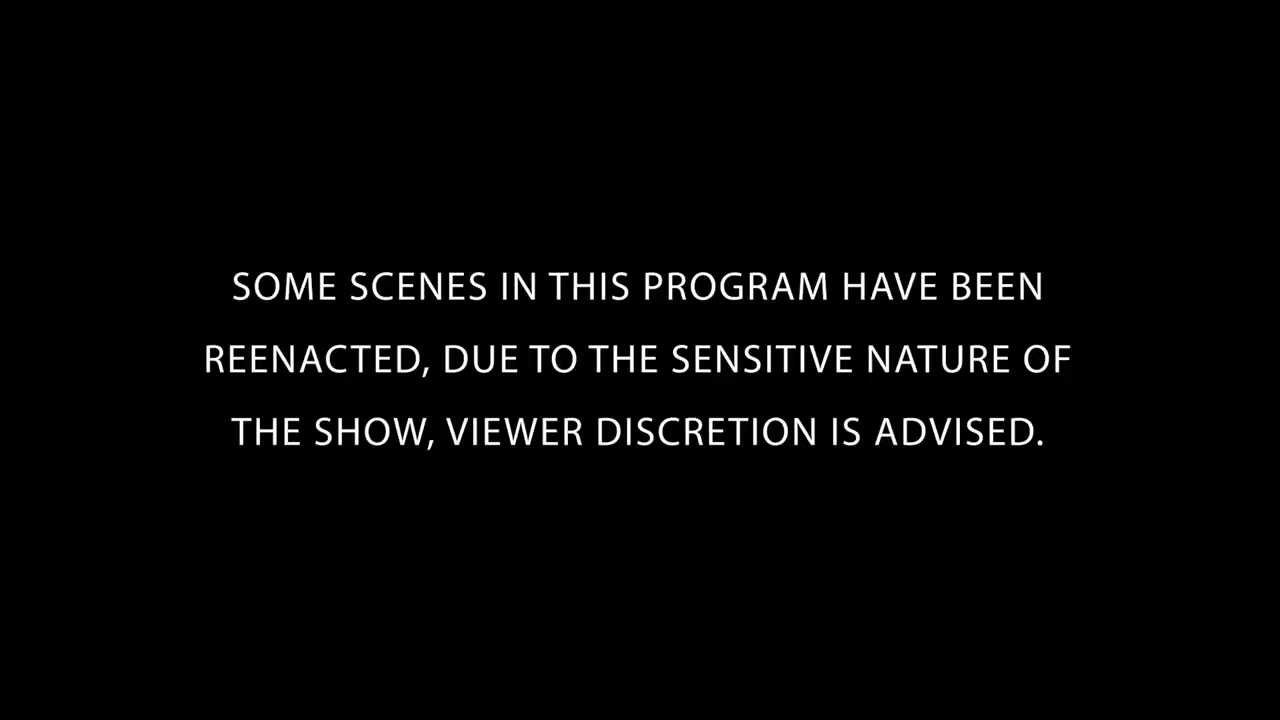 SOME SCENES IN THIS PROGRAM HAVE BEEN
REENACTED, DUE TO THE SENSITIVE NATURE OF
THE SHOW, VIEWER DISCRETION IS ADVISED.